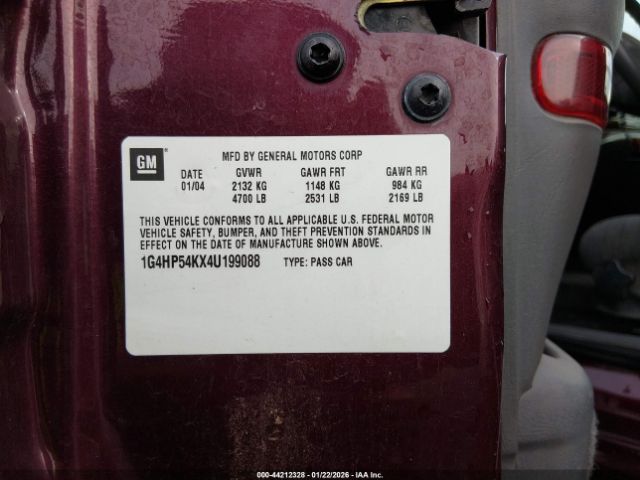 GM
MFD BY GENERAL MOTORS CORP
DATE GVWR GAWR FRT GAWR RR
01/04 2132 KG 1148 KG 984 KG
4700 LB 2531 LB 2169 LB
THIS VEHICLE CONFORMS TO ALL APPLICABLE U.S. FEDERAL MOTOR
VEHICLE SAFETY, BUMPER, AND THEFT PREVENTION STANDARDS IN
EFFECT ON THE DATE OF MANUFACTURE SHOWN ABOVE.
1G4HP54KX4U199088 TYPE: PASS CAR
000-44212328 - 01/22/2026 - IAA Inc.